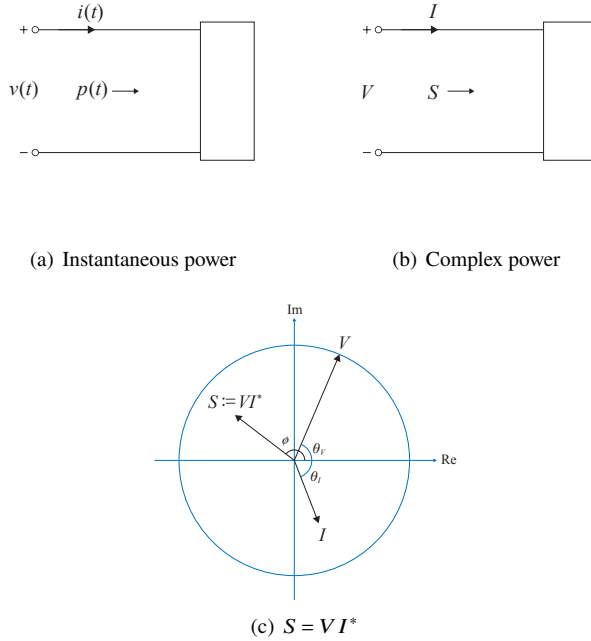 i(t)
+
v(t) p(t)
−
(a) Instantaneous power
I
+
V S
−
(b) Complex power
Im
V
S:=VI*
ϕ
θ_V
Re
θ_I
I
(c) S = V I*